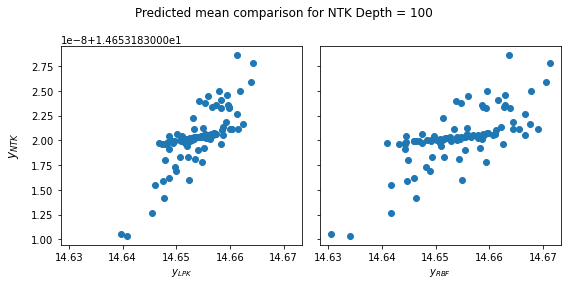 Predicted mean comparison for NTK Depth = 100
1e−8+1.4653183000e1
2.75
2.50
2.25
2.00
1.75
1.50
1.25
1.00
y_NTK
14.63 14.64 14.65 14.66 14.67
14.63 14.64 14.65 14.66 14.67
y_LPK
y_RBF